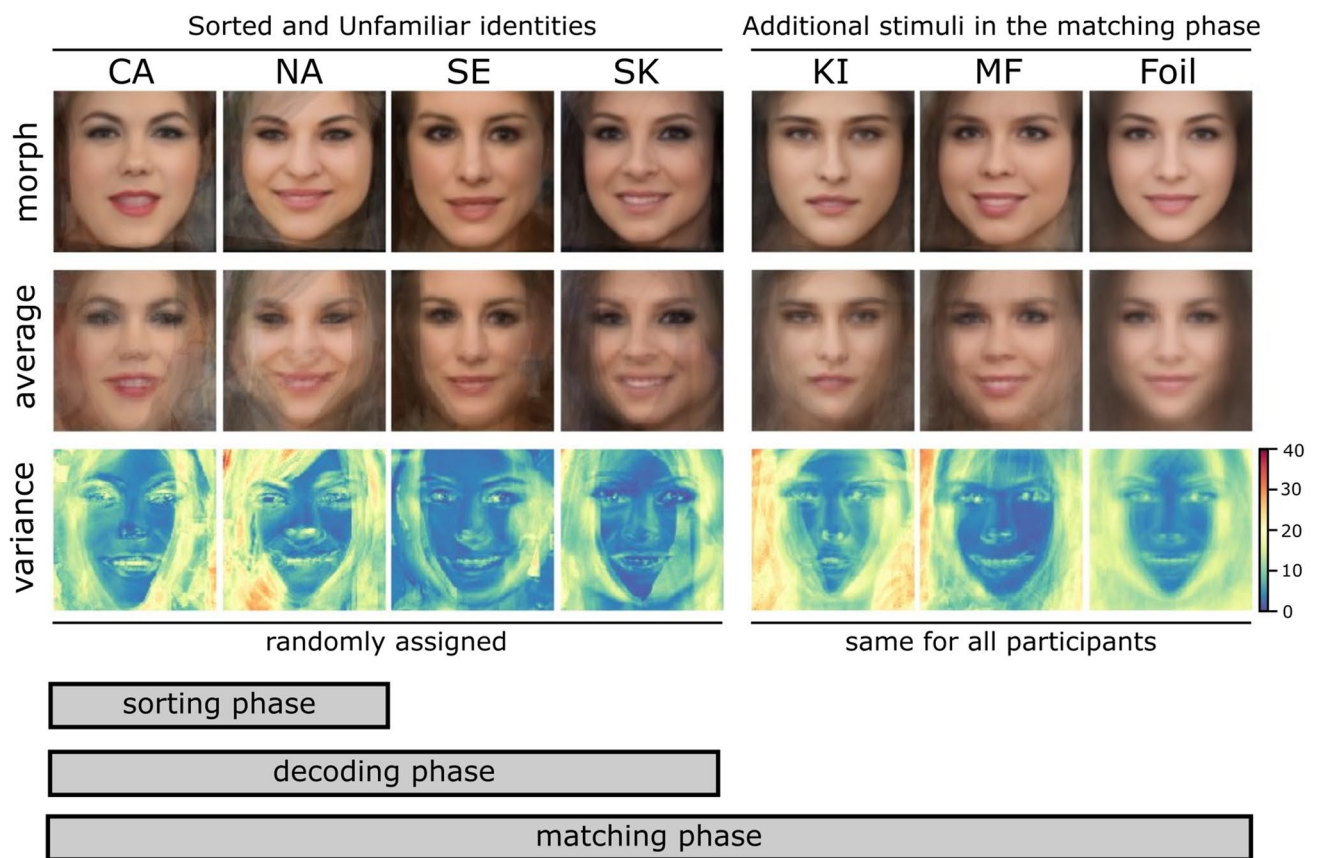 Sorted and Unfamiliar identities
Additional stimuli in the matching phase
CA NA SE SK KI MF Foil
morph
average
variance
40
30
20
10
0
randomly assigned
same for all participants
sorting phase
decoding phase
matching phase